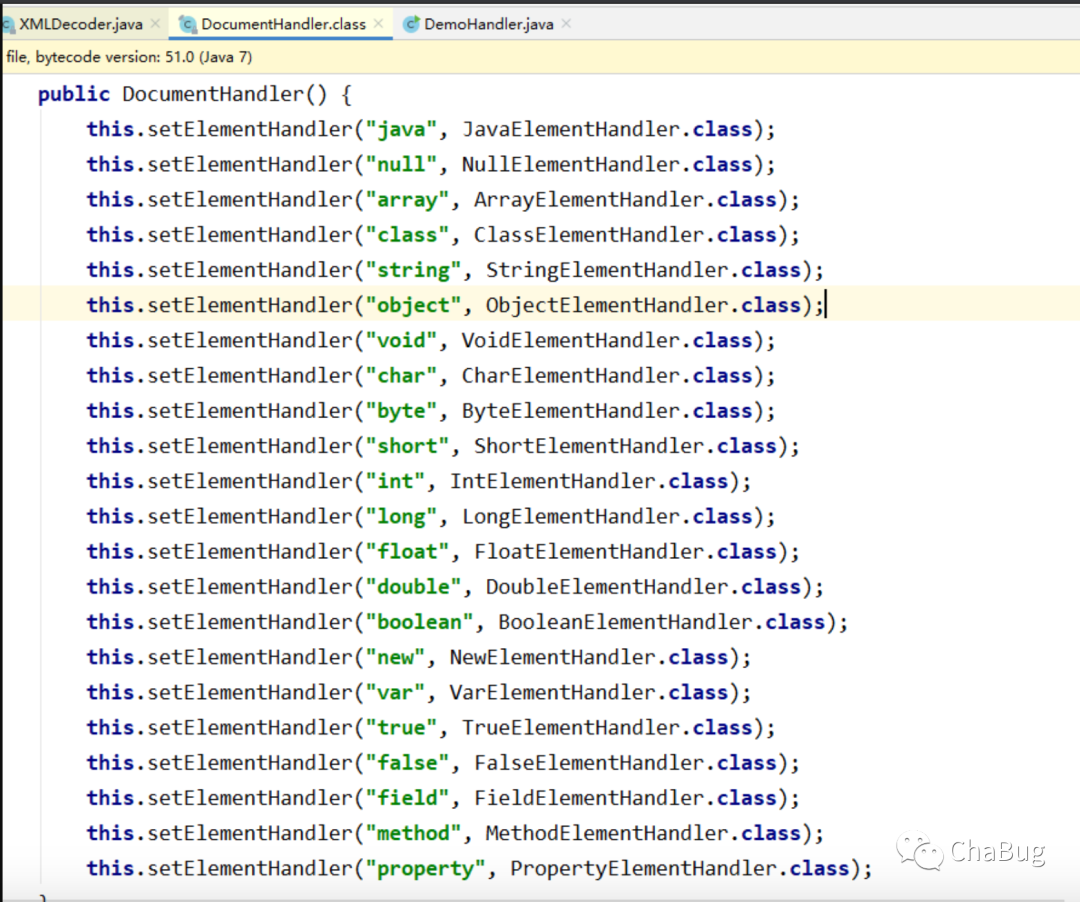 XMLDecoder.java × DocumentHandler.class × DemoHandler.java ×
file, bytecode version: 51.0 (Java 7)
public DocumentHandler() {
this.setElementHandler("java", JavaElementHandler.class);
this.setElementHandler("null", NullElementHandler.class);
this.setElementHandler("array", ArrayElementHandler.class);
this.setElementHandler("class", ClassElementHandler.class);
this.setElementHandler("string", StringElementHandler.class);
this.setElementHandler("object", ObjectElementHandler.class);
this.setElementHandler("void", VoidElementHandler.class);
this.setElementHandler("char", CharElementHandler.class);
this.setElementHandler("byte", ByteElementHandler.class);
this.setElementHandler("short", ShortElementHandler.class);
this.setElementHandler("int", IntElementHandler.class);
this.setElementHandler("long", LongElementHandler.class);
this.setElementHandler("float", FloatElementHandler.class);
this.setElementHandler("double", DoubleElementHandler.class);
this.setElementHandler("boolean", BooleanElementHandler.class);
this.setElementHandler("new", NewElementHandler.class);
this.setElementHandler("var", VarElementHandler.class);
this.setElementHandler("true", TrueElementHandler.class);
this.setElementHandler("false", FalseElementHandler.class);
this.setElementHandler("field", FieldElementHandler.class);
this.setElementHandler("method", MethodElementHandler.class);
this.setElementHandler("property", PropertyElementHandler.class);
ChaBug